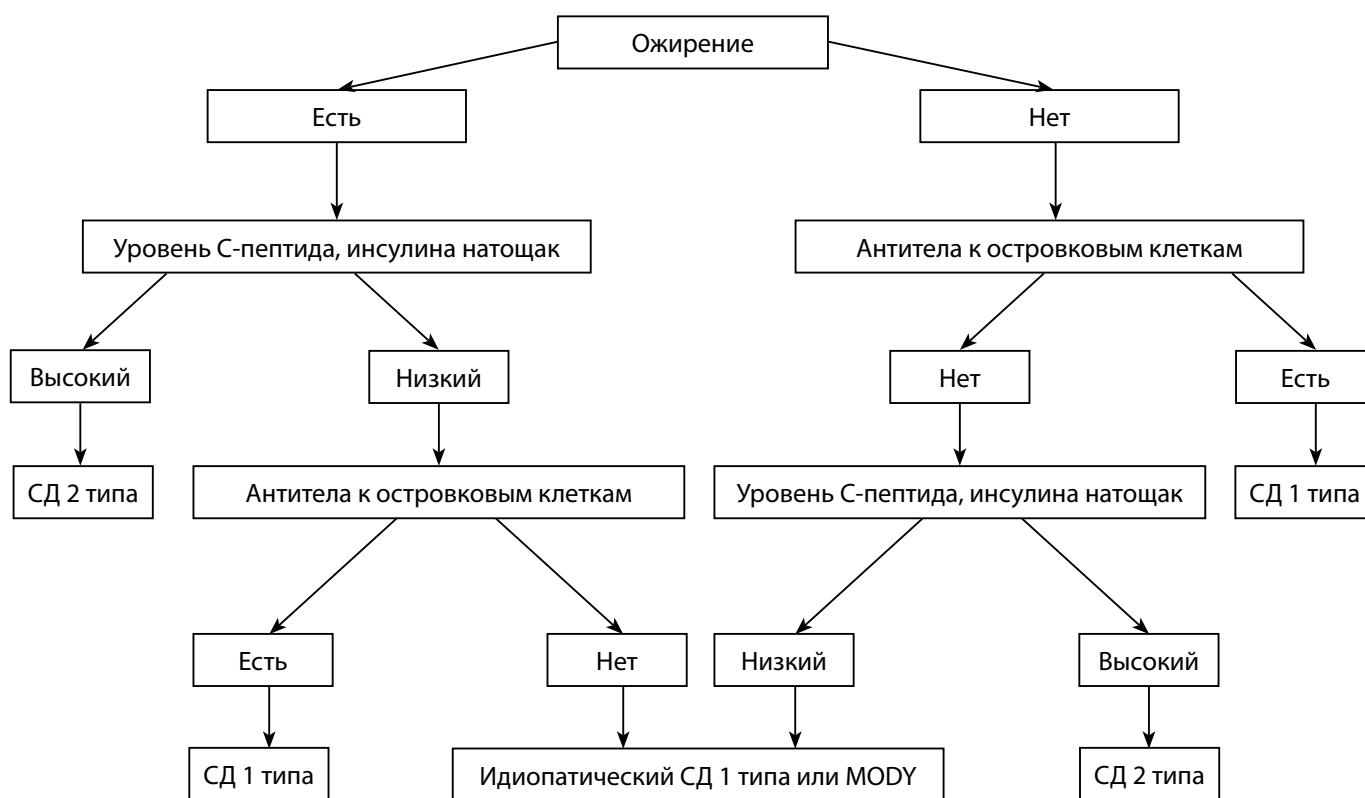 Ожирение
Есть
Нет
Уровень С-пептида, инсулина натощак
Антитела к островковым клеткам
Высокий
Низкий
Нет
Есть
СД 2 типа
Антитела к островковым клеткам
Уровень С-пептида, инсулина натощак
СД 1 типа
Есть
Нет
Низкий
Высокий
СД 1 типа
Идиопатический СД 1 типа или MODY
СД 2 типа